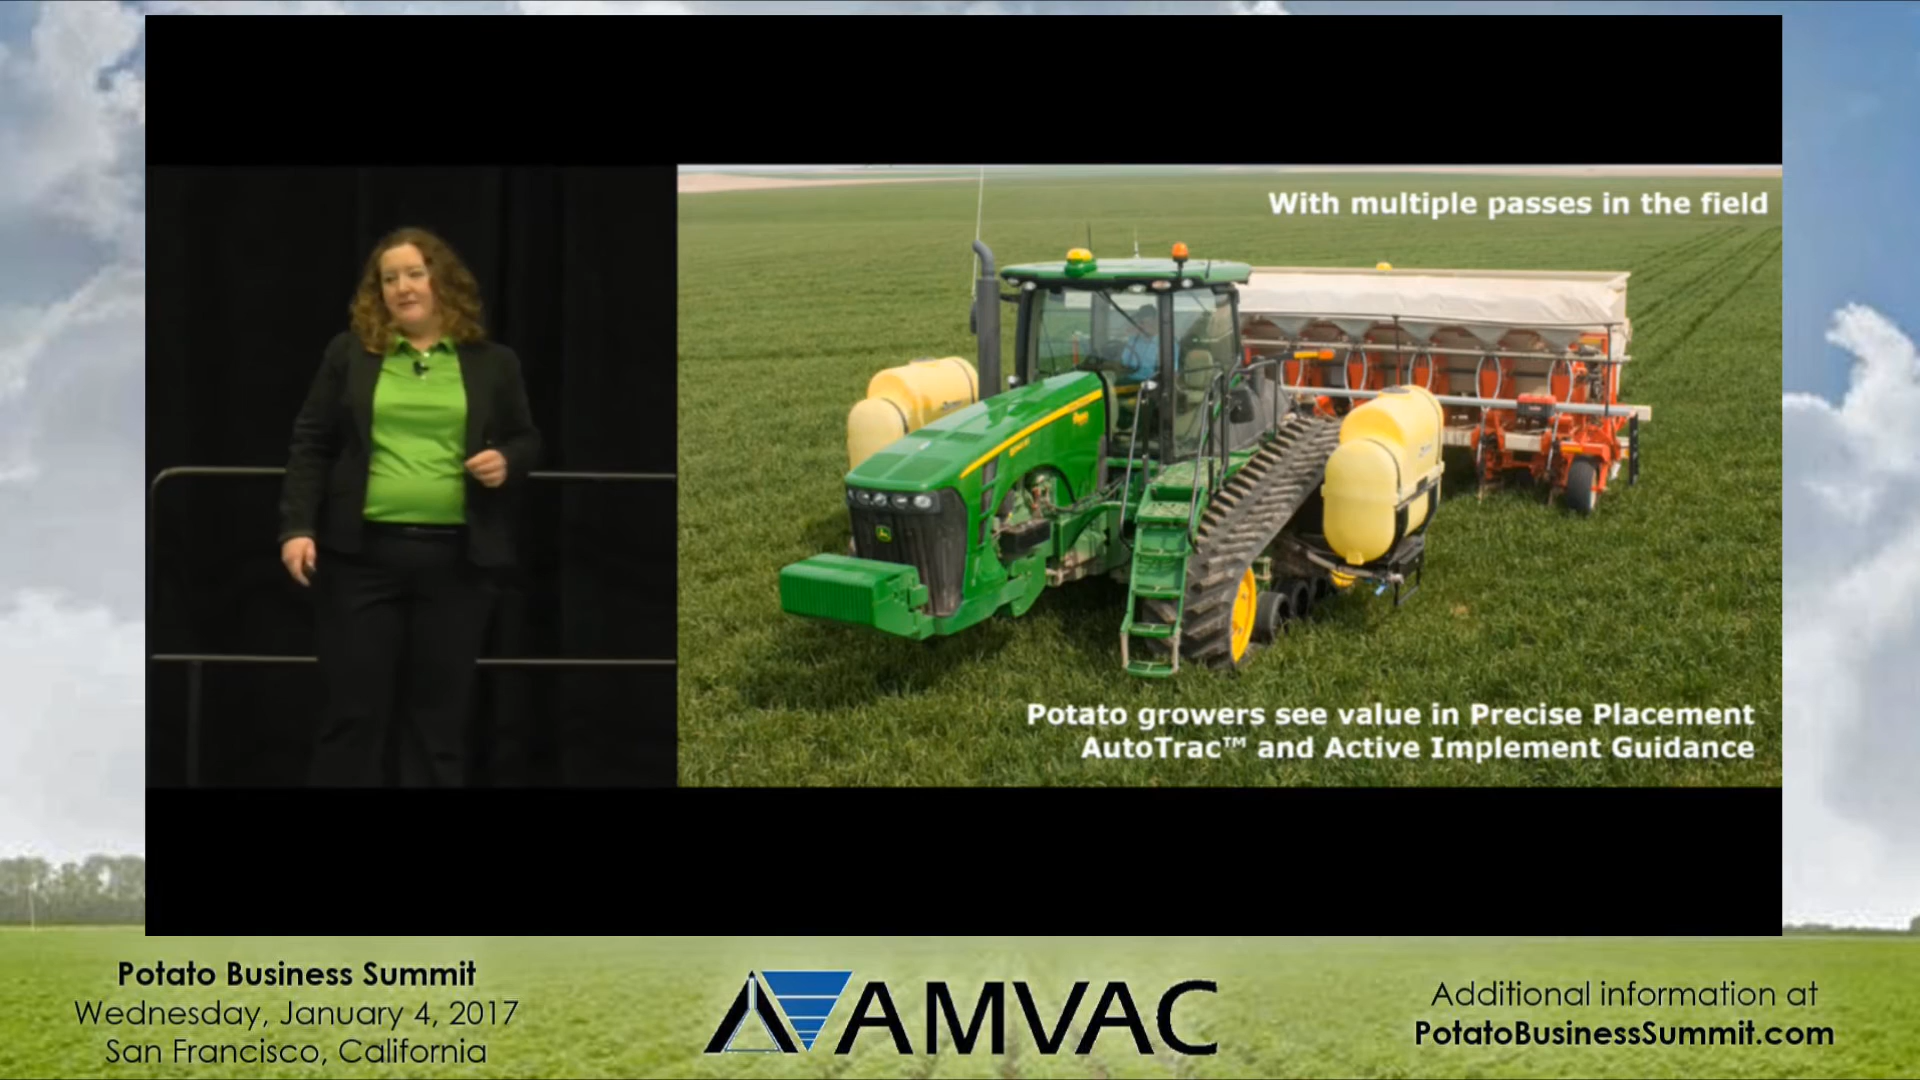 With multiple passes in the field
Potato growers see value in Precise Placement
AutoTrac™ and Active Implement Guidance
Potato Business Summit
Wednesday, January 4, 2017
San Francisco, California
AMVAC
Additional information at
PotatoBusinessSummit.com